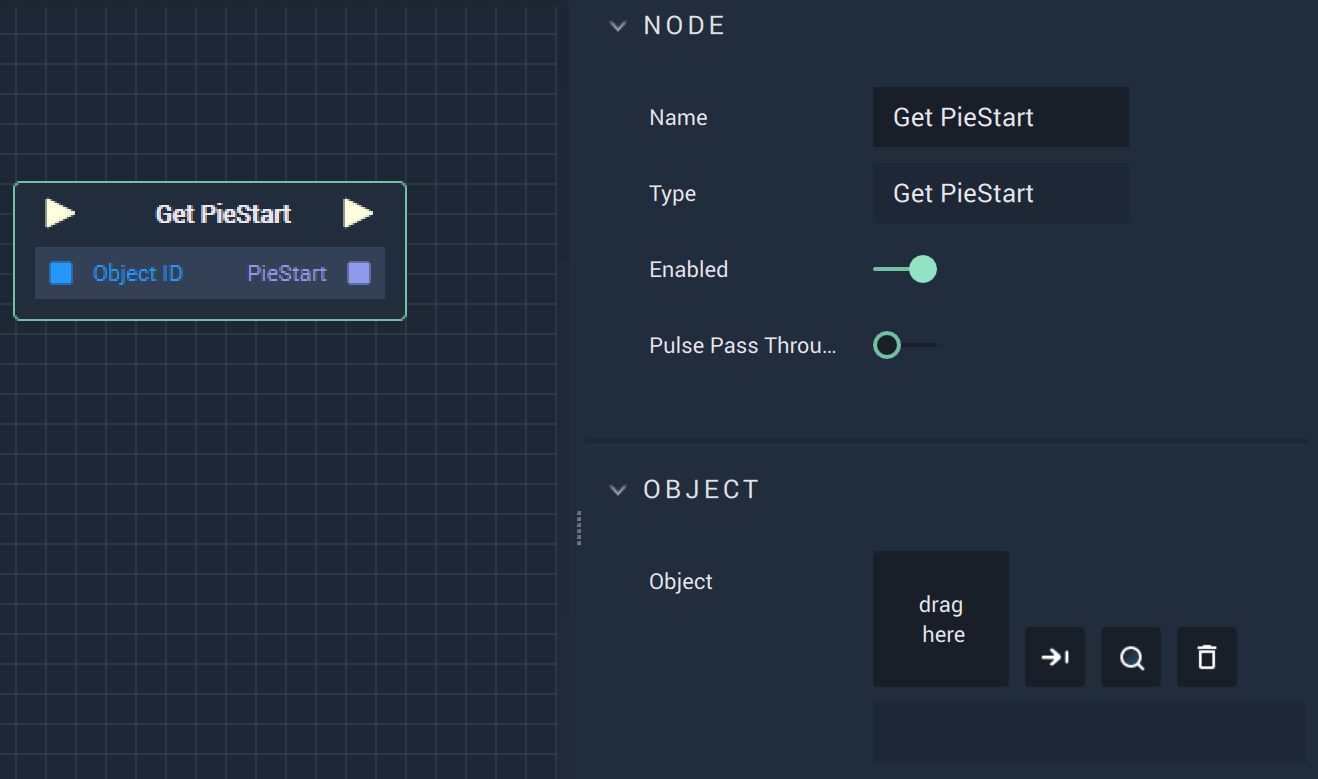 Get PieStart
Object ID PieStart
NODE
Name Get PieStart
Type Get PieStart
Enabled
Pulse Pass Throu...
OBJECT
Object
drag
here